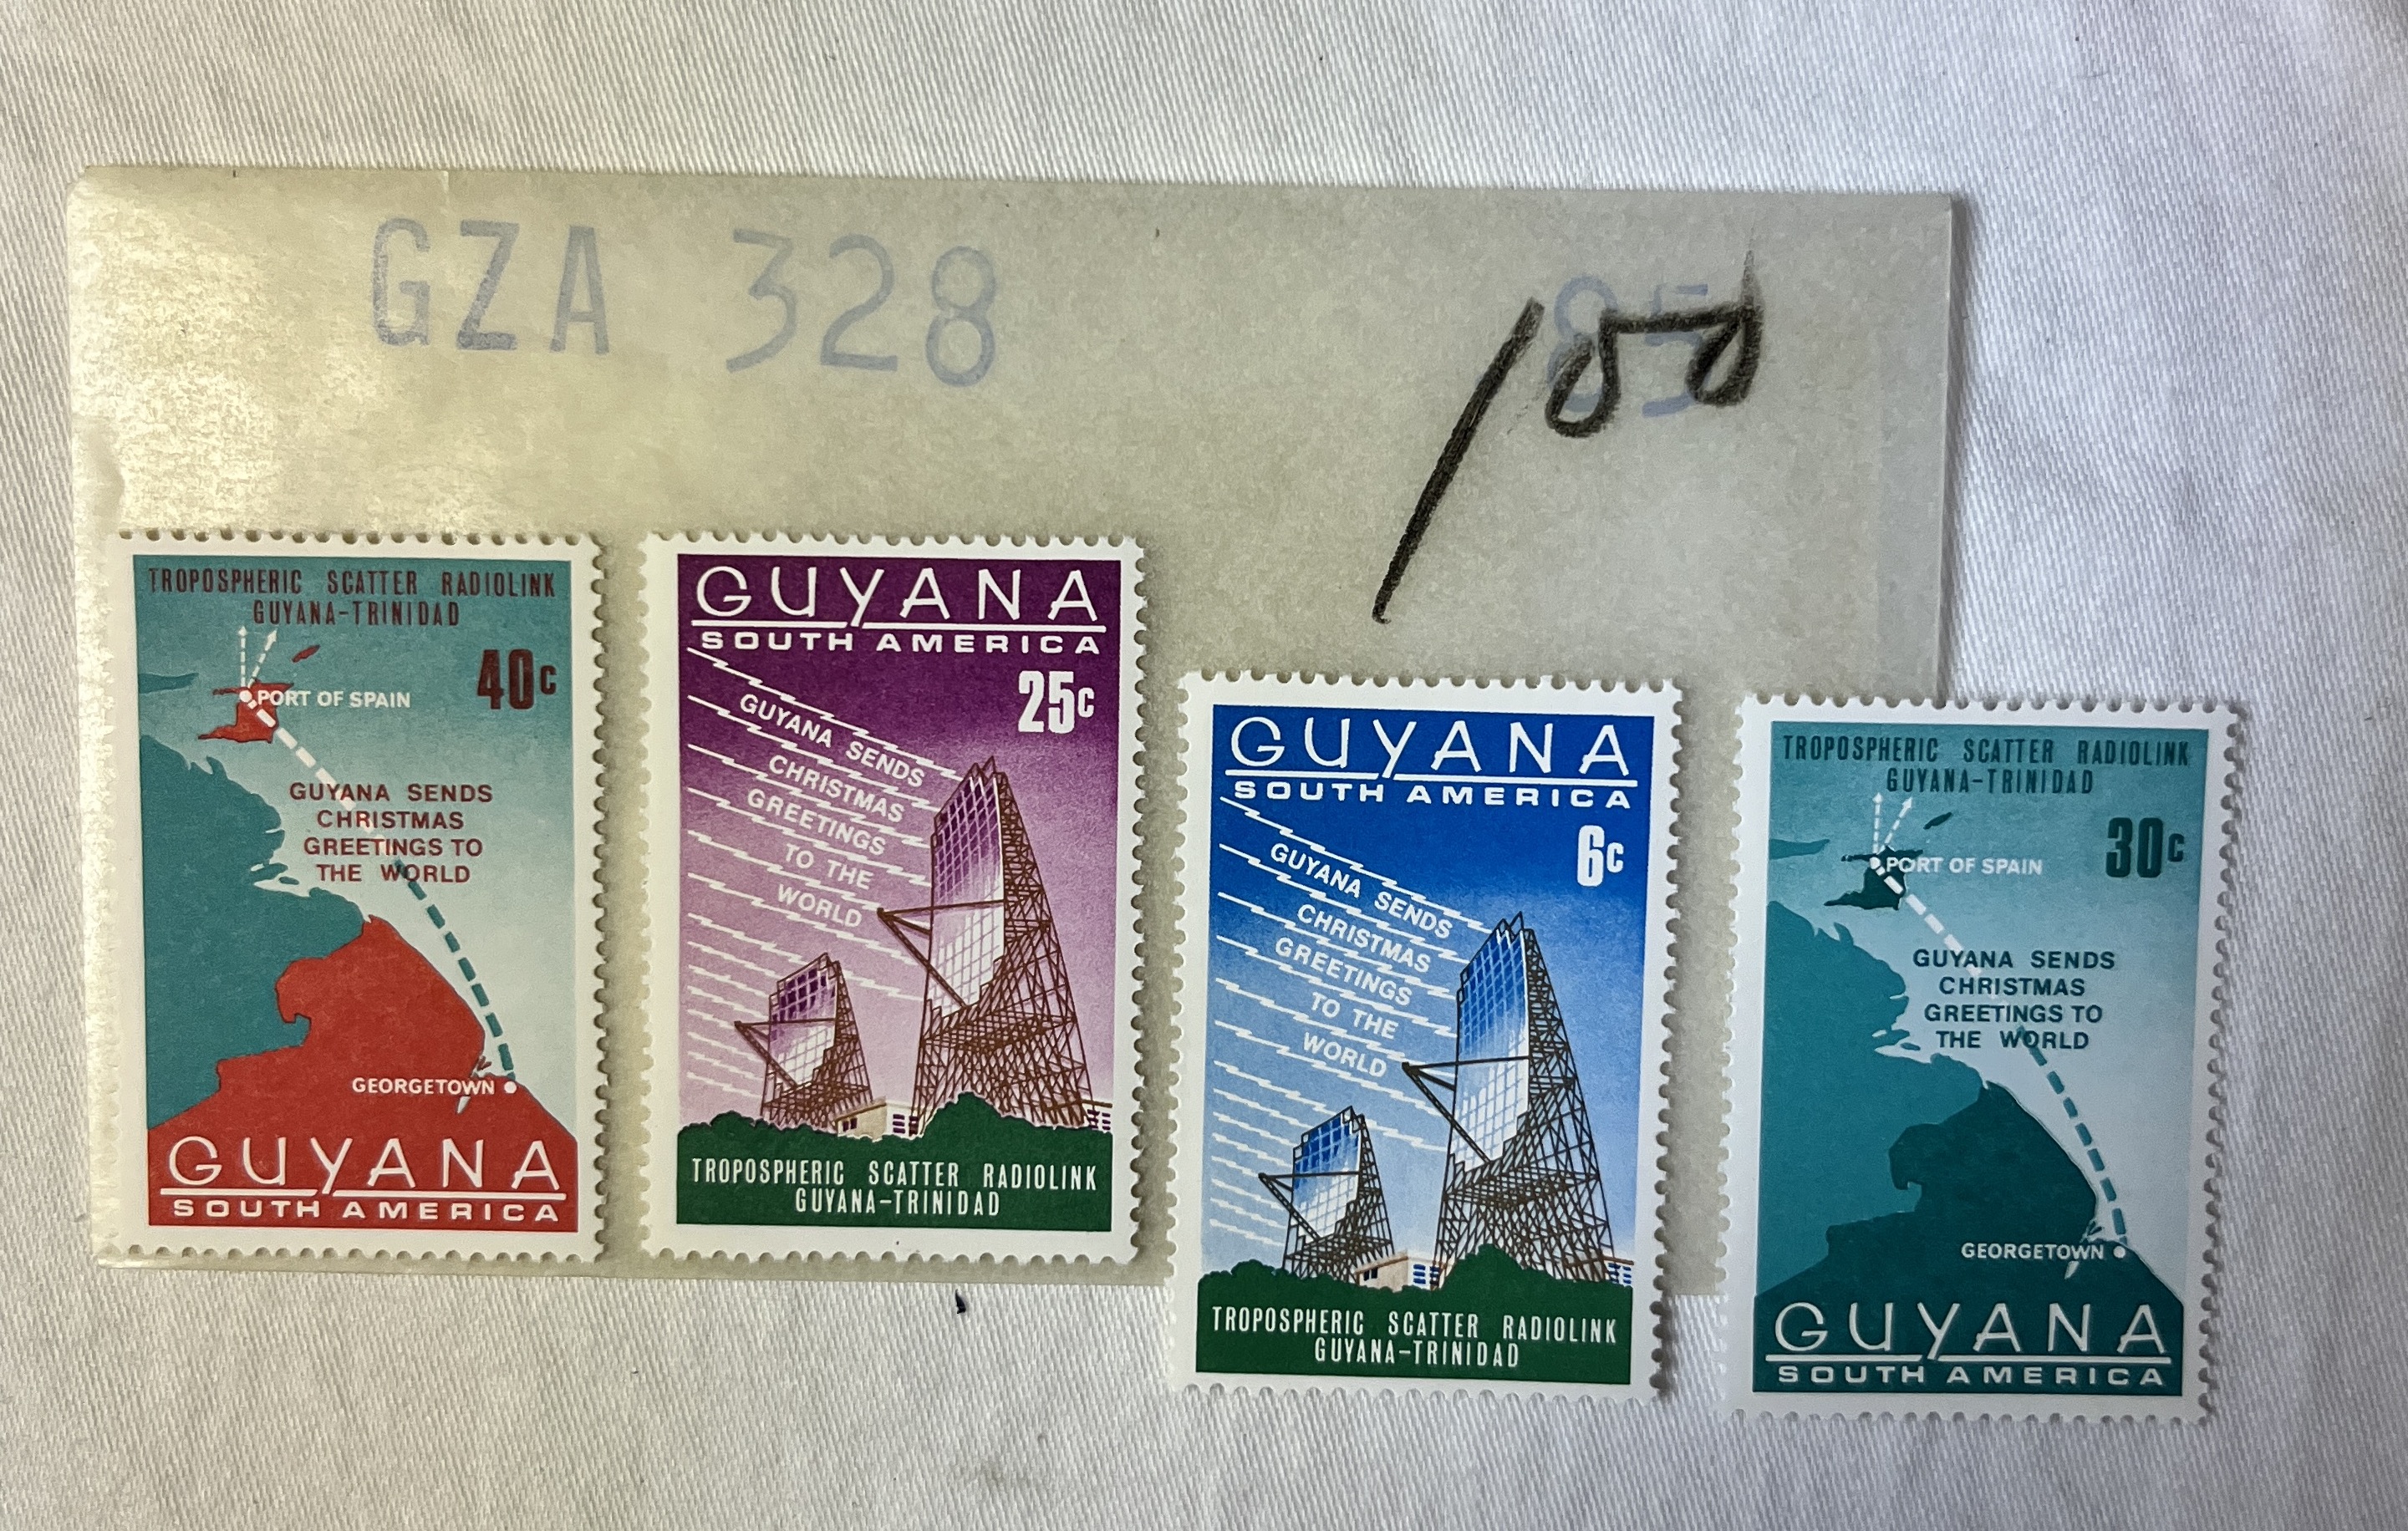 GZA 328
85
100
TROPOSPHERIC SCATTER RADIOLINK
GUYANA-TRINIDAD
40c
PORT OF SPAIN
GUYANA SENDS
CHRISTMAS
GREETINGS TO
THE WORLD
GEORGETOWN
GUYANA
SOUTH AMERICA
GUYANA
SOUTH AMERICA
25c
GUYANA SENDS
CHRISTMAS
GREETINGS
TO THE
WORLD
TROPOSPHERIC SCATTER RADIOLINK
GUYANA-TRINIDAD
GUYANA
SOUTH AMERICA
6c
GUYANA SENDS
CHRISTMAS
GREETINGS
TO THE
WORLD
TROPOSPHERIC SCATTER RADIOLINK
GUYANA-TRINIDAD
TROPOSPHERIC SCATTER RADIOLINK
GUYANA-TRINIDAD
30c
PORT OF SPAIN
GUYANA SENDS
CHRISTMAS
GREETINGS TO
THE WORLD
GEORGETOWN
GUYANA
SOUTH AMERICA